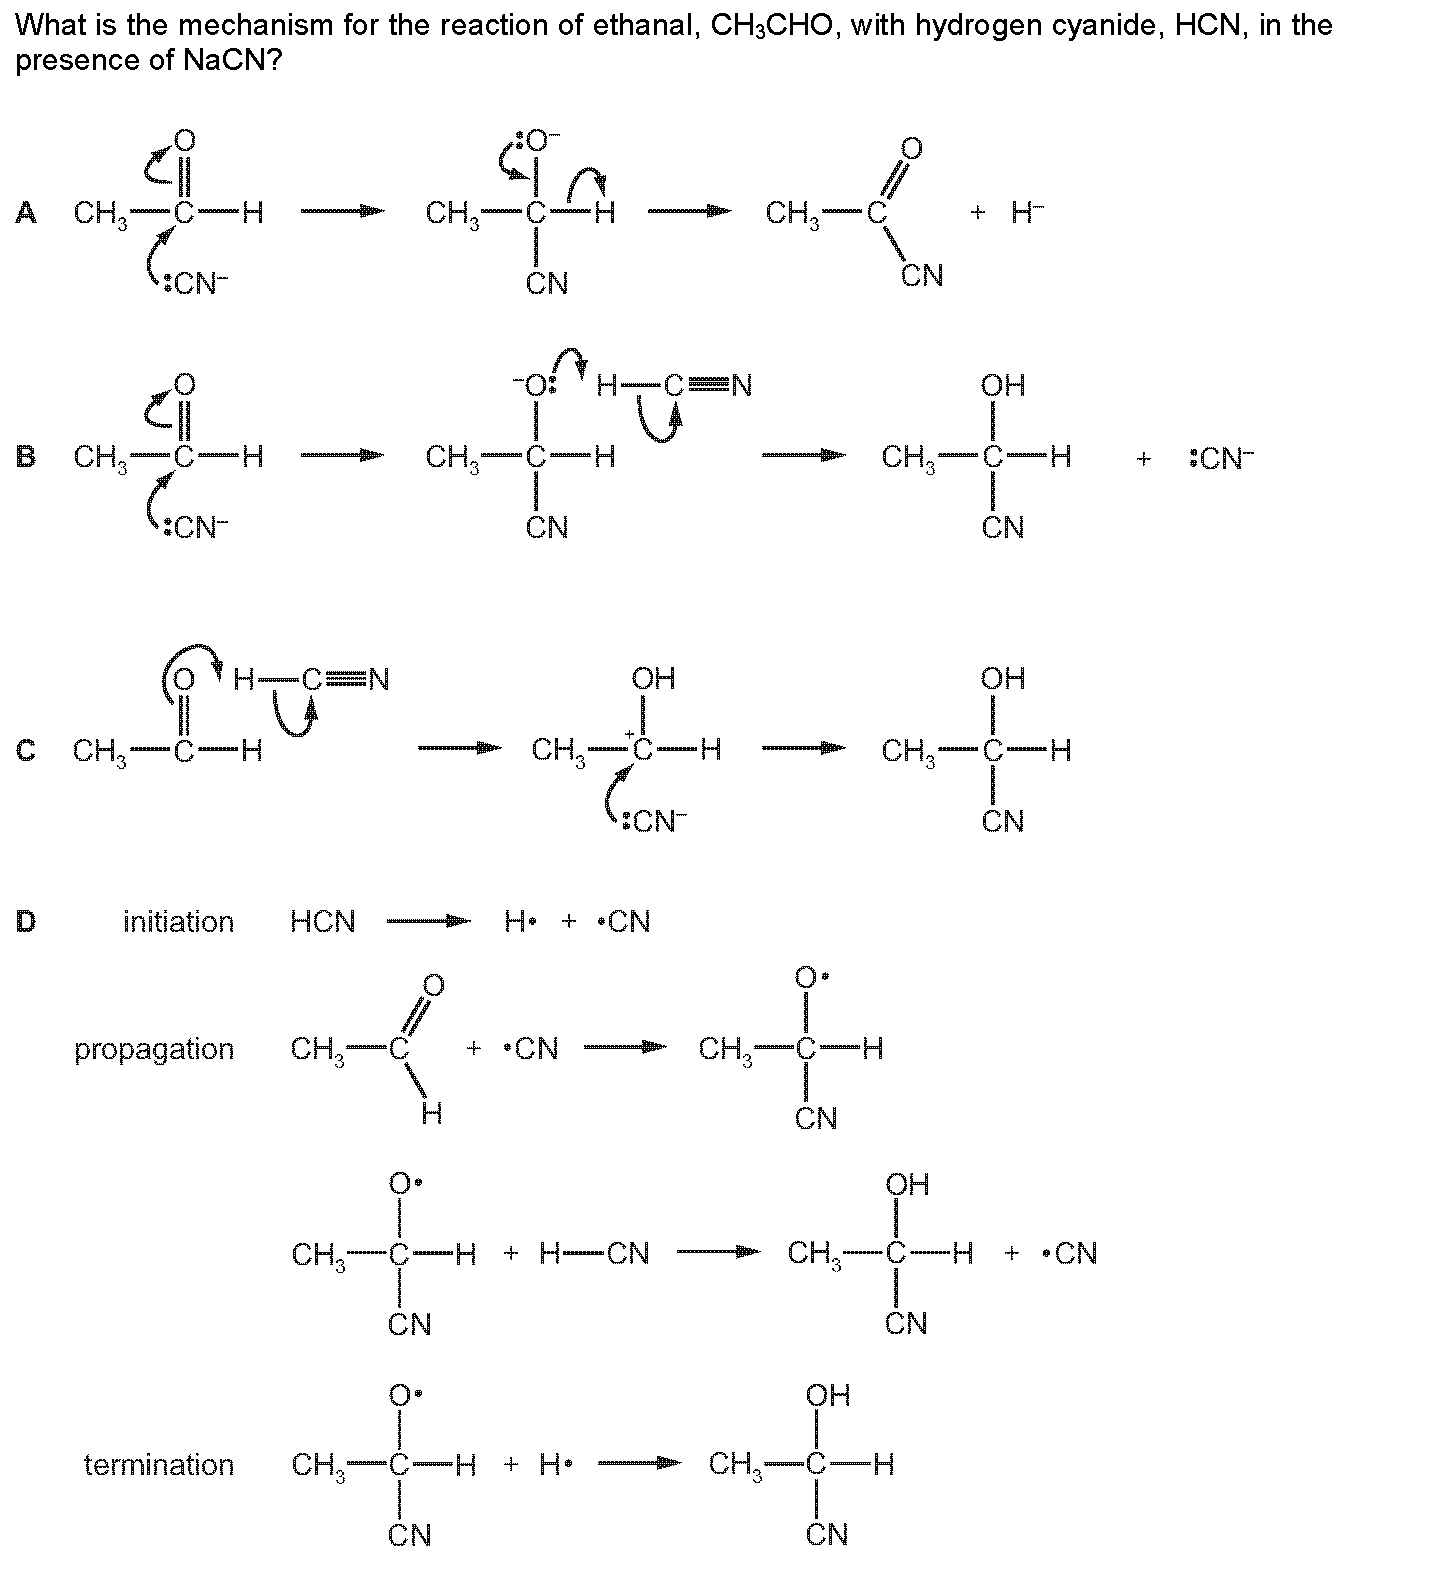 What is the mechanism for the reaction of ethanal, CH₃CHO, with hydrogen cyanide, HCN, in the
presence of NaCN?
O
A CH₃ C H
:CN⁻
:O⁻
CH₃ C H
CN
O
CH₃ C + H⁻
CN
O
B CH₃ C H
:CN⁻
⁻O: H C N
CH₃ C H
CN
OH
CH₃ C H + :CN⁻
CN
O H C N
C CH₃ C H
OH
CH₃ C⁺ H
:CN⁻
OH
CH₃ C H
CN
D initiation HCN H• + •CN
O
propagation CH₃ C + •CN
H
O•
CH₃ C H
CN
O•
CH₃ C H + H CN
CN
OH
CH₃ C H + •CN
CN
O•
termination CH₃ C H + H•
CN
OH
CH₃ C H
CN